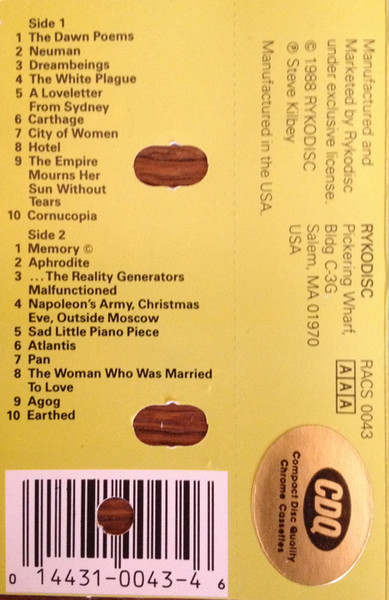 Side 1
1 The Dawn Poems
2 Neuman
3 Dreambeings
4 The White Plague
5 A Loveletter
From Sydney
6 Carthage
7 City of Women
8 Hotel
9 The Empire
Mourns Her
Sun Without
Tears
10 Cornucopia
Side 2
1 Memory ©
2 Aphrodite
3 ...The Reality Generators
Malfunctioned
4 Napoleon's Army, Christmas
Eve, Outside Moscow
5 Sad Little Piano Piece
6 Atlantis
7 Pan
8 The Woman Who Was Married
To Love
9 Agog
10 Earthed
0 14431-0043-4 6
Manufactured and
Marketed by Rykodisc
under exclusive license.
© 1988 RYKODISC
℗ Steve Kilbey
Manufactured in the USA.
RYKODISC
Pickering Wharf,
Bldg C-3G
Salem, MA 01970
USA
RACS 0043
AAA
CDQ
Compact Disc Quality
Chrome Cassettes